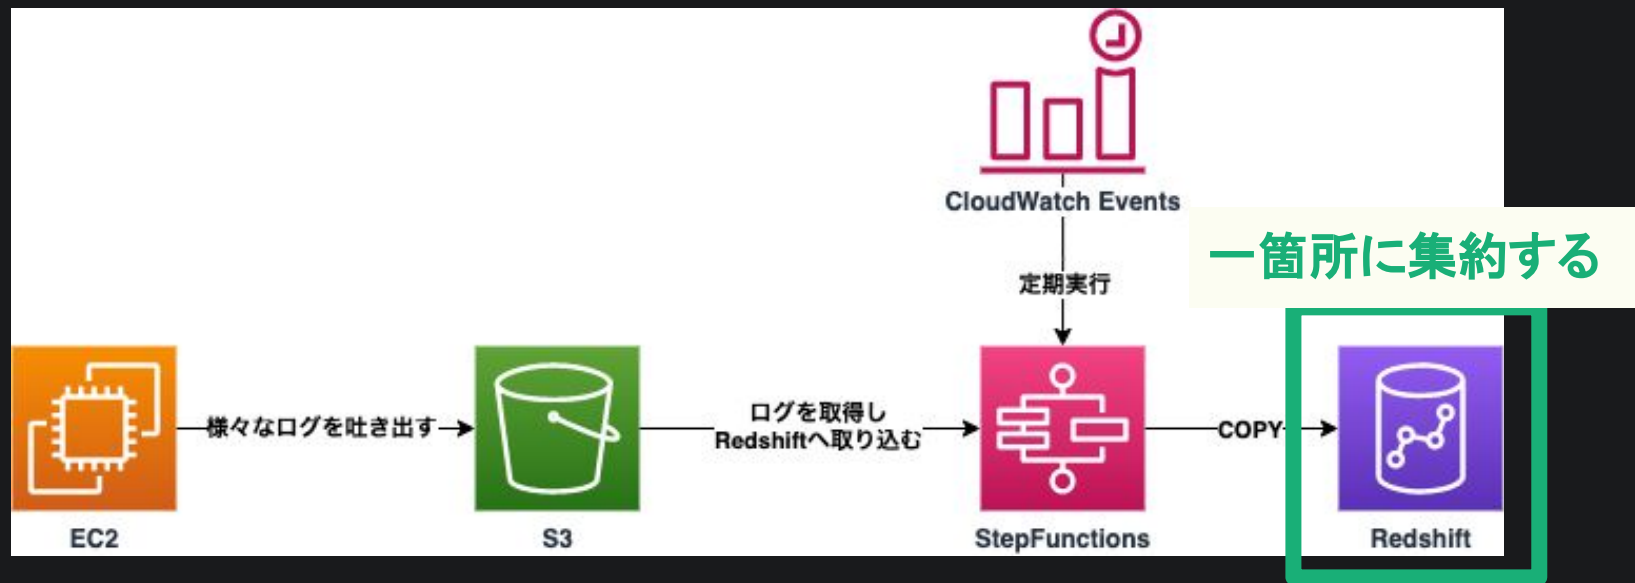 CloudWatch Events
一箇所に集約する
定期実行
様々なログを吐き出す
ログを取得し
Redshiftへ取り込む
COPY
EC2
S3
StepFunctions
Redshift